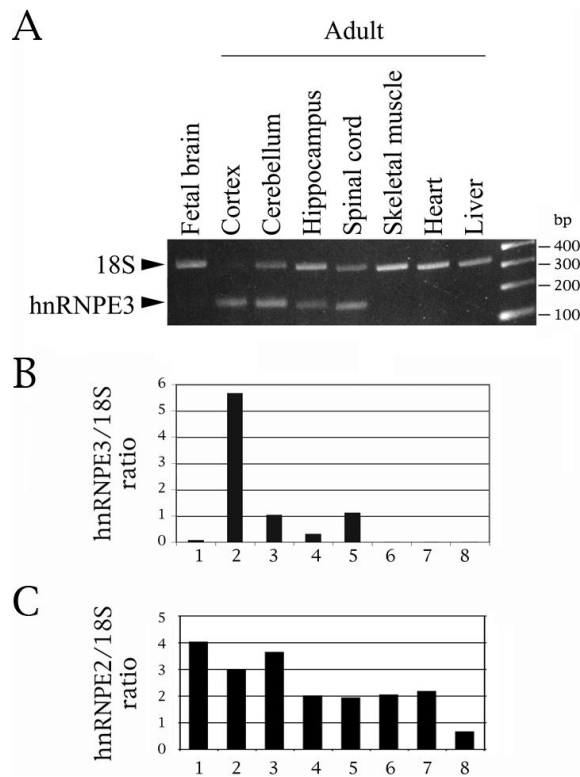 A
Adult
Fetal brain
Cortex
Cerebellum
Hippocampus
Spinal cord
Skeletal muscle
Heart
Liver
bp
18S
hnRNPE3
400
300
200
100
B
hnRNPE3/18S
ratio
6
5
4
3
2
1
0
1 2 3 4 5 6 7 8
C
hnRNPE2/18S
ratio
5
4
3
2
1
0
1 2 3 4 5 6 7 8